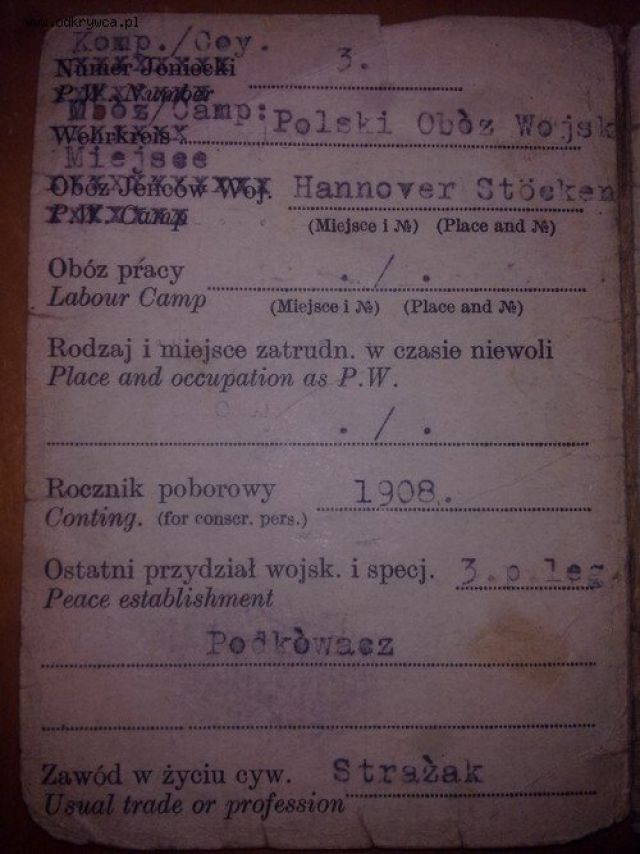 www.odkrywca.pl
Komp./Coy.
Numer Jeniecki 3.
P.W. Number
Obóz/Camp: Polski Obòz Wojsk
Wehrkreis
Miejsce
Obóz Jeńców Woj. Hannover Stöcken
P.W. Camp
(Miejsce i №) (Place and №)
Obóz pracy . / .
Labour Camp (Miejsce i №) (Place and №)
Rodzaj i miejsce zatrudn. w czasie niewoli
Place and occupation as P.W.
. / .
Rocznik poborowy 1908.
Conting. (for conscr. pers.)
Ostatni przydział wojsk. i specj. 3.p.leg.
Peace establishment
Podkòwacz
Zawód w życiu cyw. Strażak
Usual trade or profession